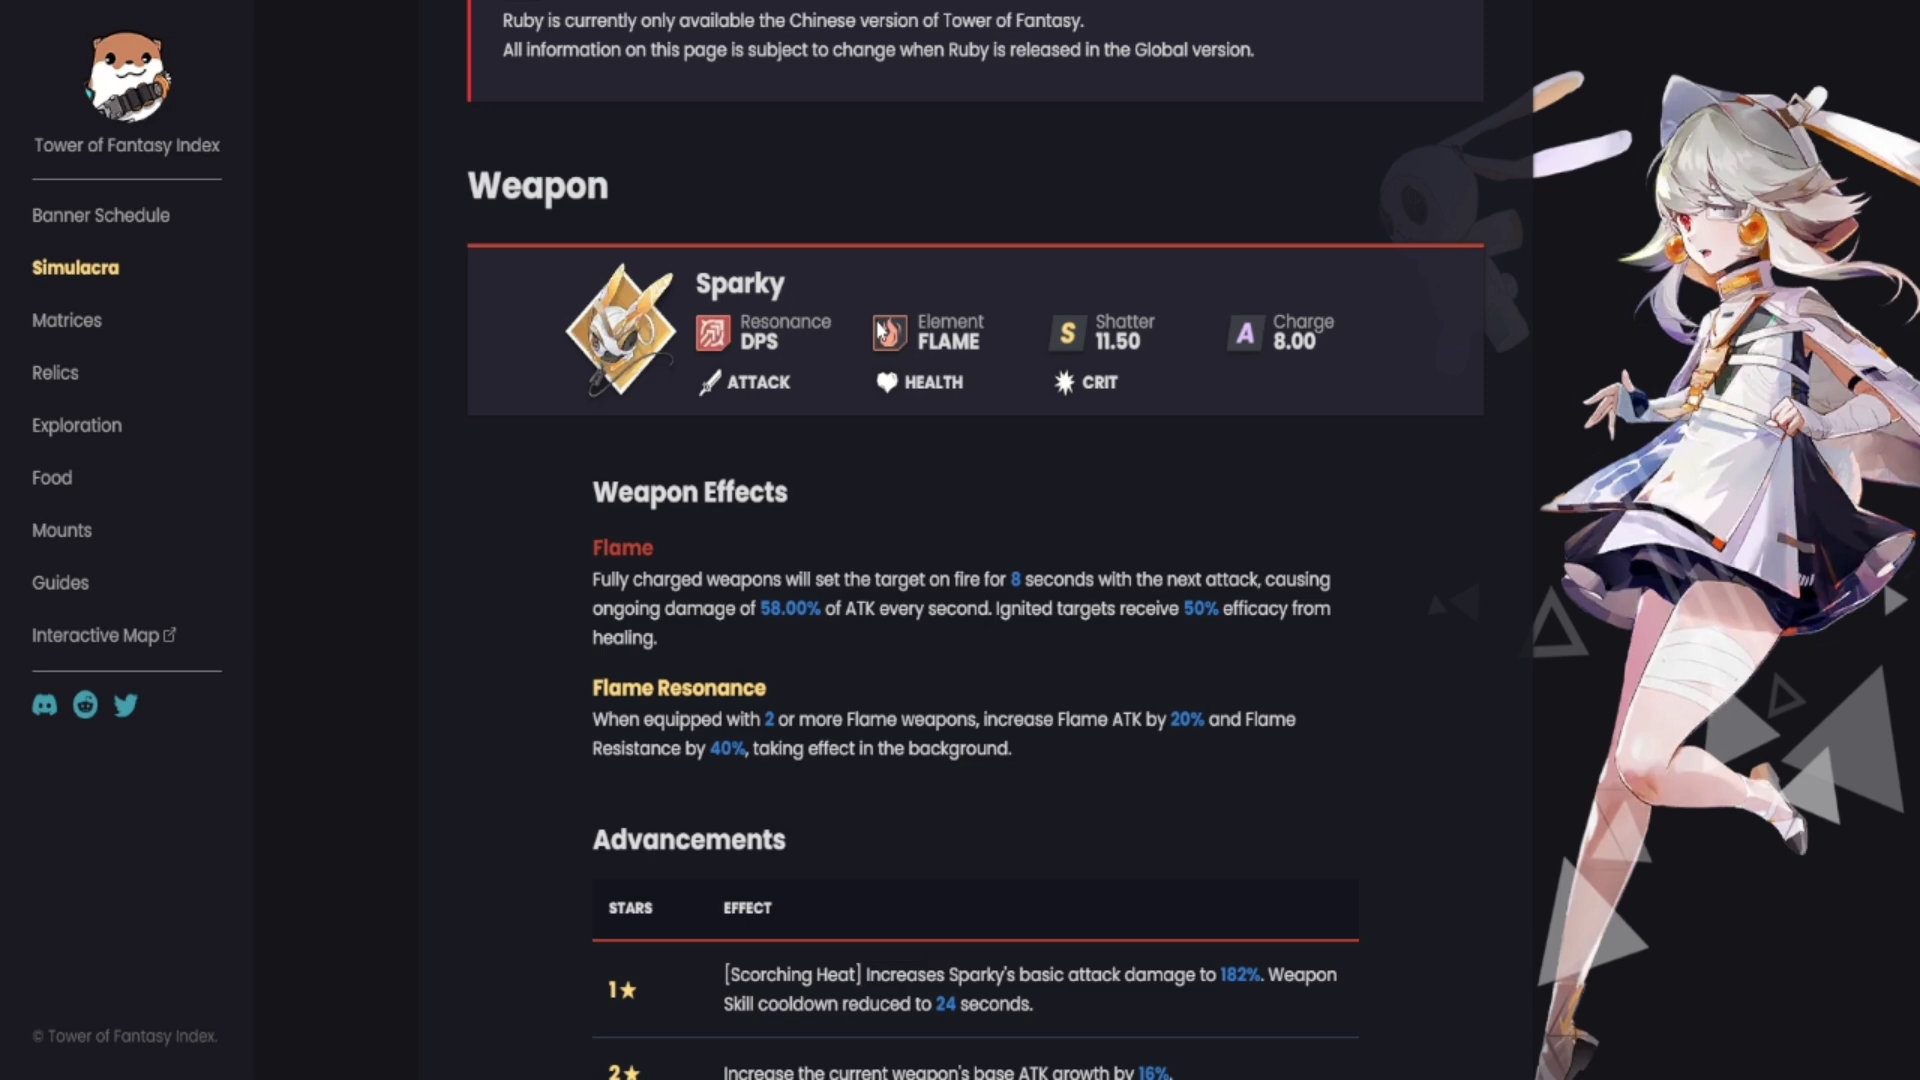 Ruby is currently only available the Chinese version of Tower of Fantasy.
All information on this page is subject to change when Ruby is released in the Global version.
Tower of Fantasy Index
Banner Schedule
Simulacra
Matrices
Relics
Exploration
Food
Mounts
Guides
Interactive Map
© Tower of Fantasy Index.
Weapon
Sparky
Resonance
DPS
Element
FLAME
S
Shatter
11.50
A
Charge
8.00
ATTACK
HEALTH
CRIT
Weapon Effects
Flame
Fully charged weapons will set the target on fire for 8 seconds with the next attack, causing
ongoing damage of 58.00% of ATK every second. Ignited targets receive 50% efficacy from
healing.
Flame Resonance
When equipped with 2 or more Flame weapons, increase Flame ATK by 20% and Flame
Resistance by 40%, taking effect in the background.
Advancements
STARS EFFECT
1★
[Scorching Heat] Increases Sparky's basic attack damage to 182%. Weapon
Skill cooldown reduced to 24 seconds.
2★
Increase the current weapon's base ATK growth by 16%.